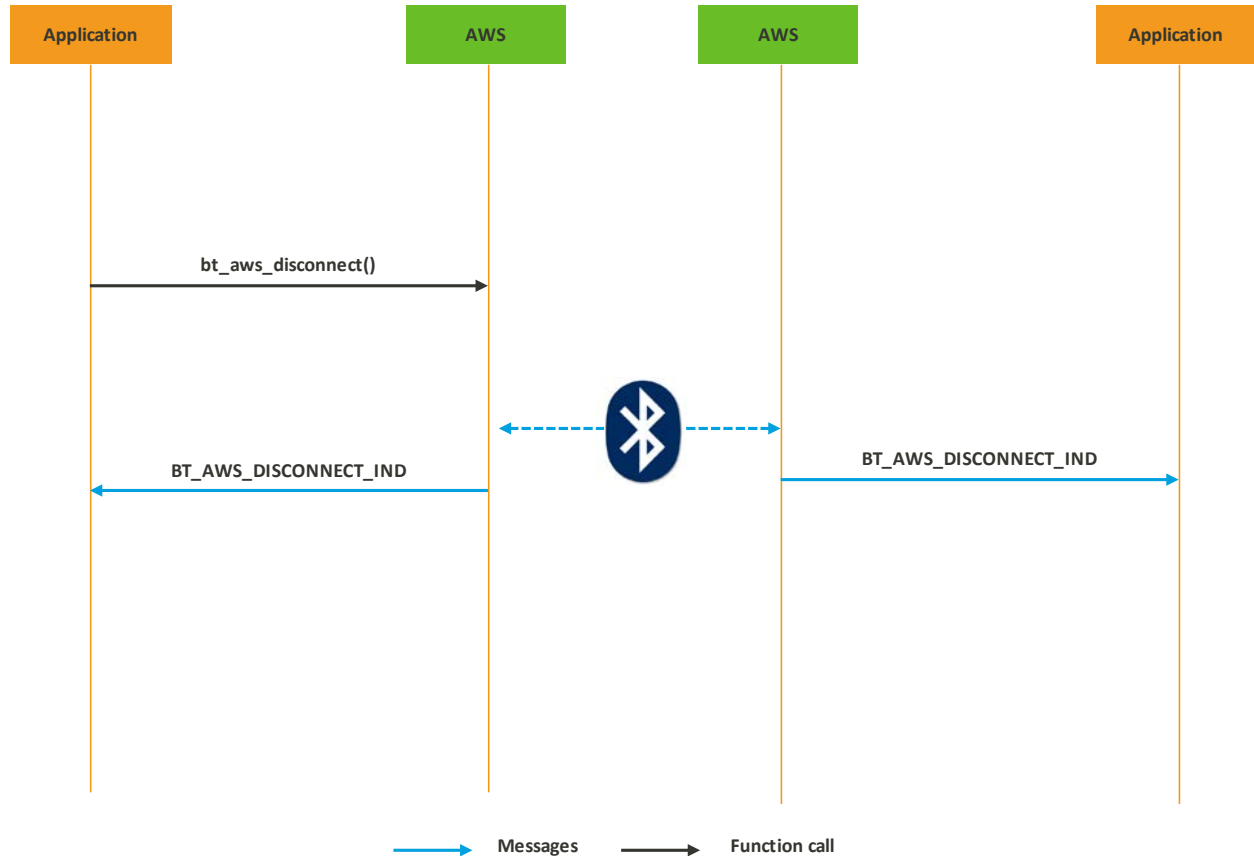 Application
AWS
AWS
Application
bt_aws_disconnect()
BT_AWS_DISCONNECT_IND
BT_AWS_DISCONNECT_IND
Messages
Function call